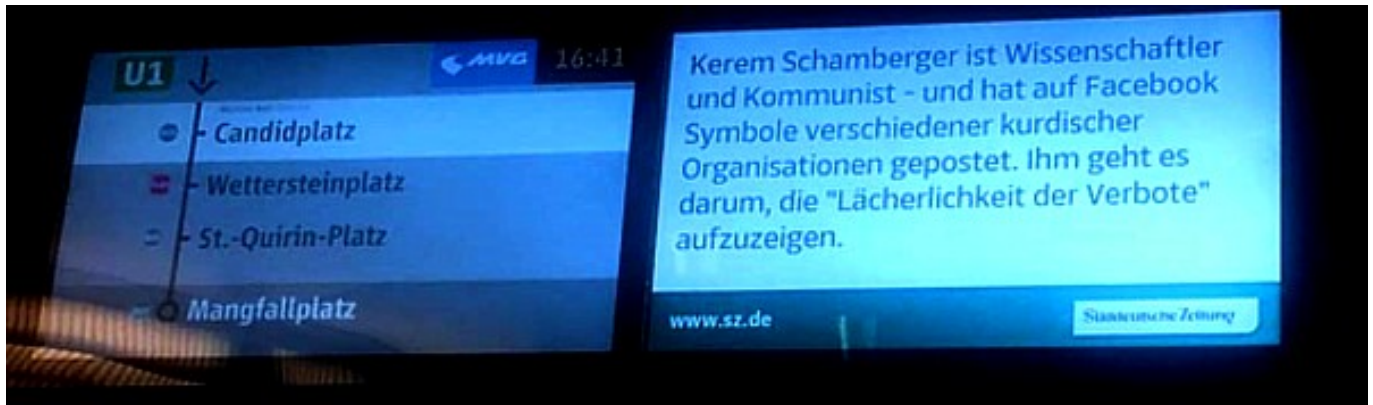 U1
MVG 16:41
Candidplatz
Wettersteinplatz
St.-Quirin-Platz
Mangfallplatz
Kerem Schamberger ist Wissenschaftler
und Kommunist - und hat auf Facebook
Symbole verschiedener kurdischer
Organisationen gepostet. Ihm geht es
darum, die "Lächerlichkeit der Verbote"
aufzuzeigen.
www.sz.de
Süddeutsche Zeitung